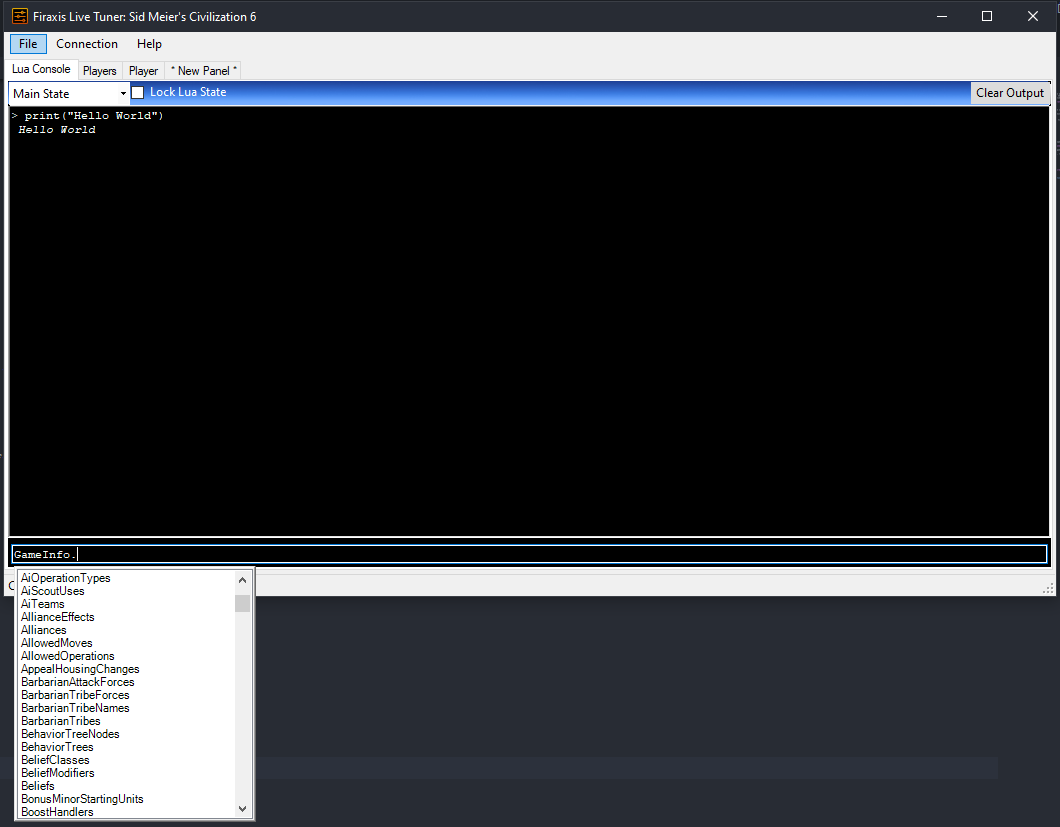 Firaxis Live Tuner: Sid Meier's Civilization 6
File Connection Help
Lua Console Players Player * New Panel *
Main State Lock Lua State Clear Output
> print("Hello World")
Hello World
GameInfo.
AiOperationTypes
AiScoutUses
AiTeams
AllianceEffects
Alliances
AllowedMoves
AllowedOperations
AppealHousingChanges
BarbarianAttackForces
BarbarianTribeForces
BarbarianTribeNames
BarbarianTribes
BehaviorTreeNodes
BehaviorTrees
BeliefClasses
BeliefModifiers
Beliefs
BonusMinorStartingUnits
BoostHandlers